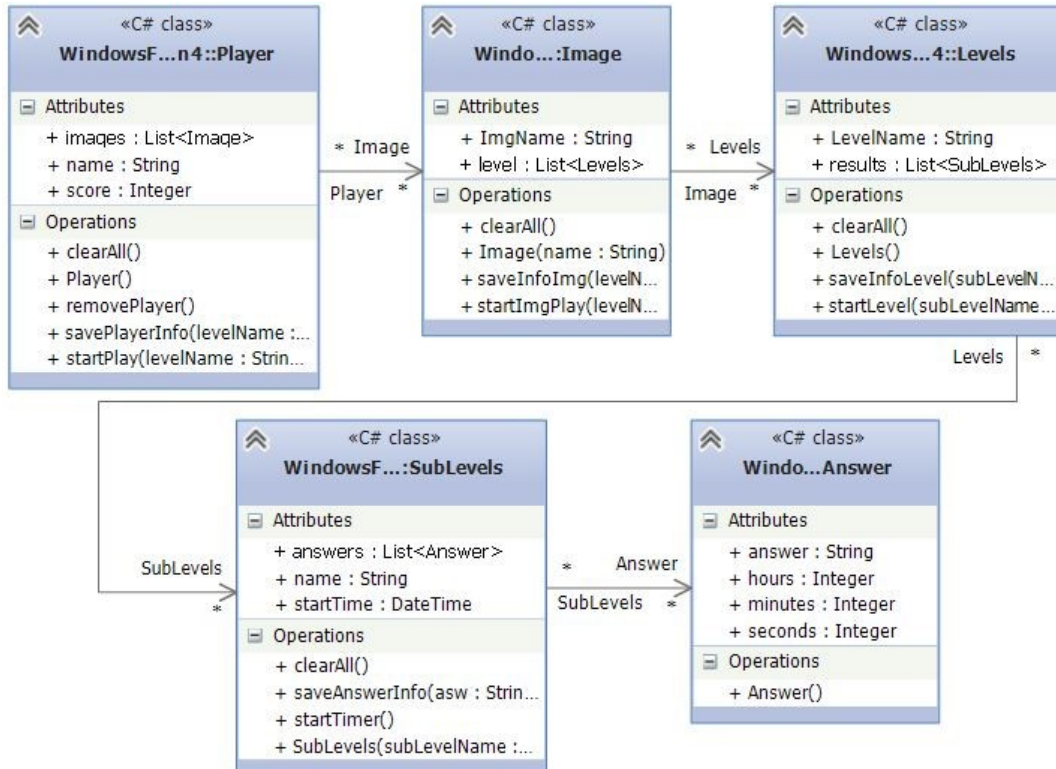 «C# class»
WindowsF...n4::Player
Attributes
+ images : List<Image>
+ name : String
+ score : Integer
Operations
+ clearAll()
+ Player()
+ removePlayer()
+ savePlayerInfo(levelName :...
+ startPlay(levelName : Strin...
* Image
Player *
«C# class»
Windo...:Image
Attributes
+ ImgName : String
+ level : List<Levels>
Operations
+ clearAll()
+ Image(name : String)
+ saveInfoImg(levelN...
+ startImgPlay(levelN...
* Levels
Image *
«C# class»
Windows...4::Levels
Attributes
+ LevelName : String
+ results : List<SubLevels>
Operations
+ clearAll()
+ Levels()
+ saveInfoLevel(subLevelN...
+ startLevel(subLevelName...
Levels *
SubLevels
*
«C# class»
WindowsF...:SubLevels
Attributes
+ answers : List<Answer>
+ name : String
+ startTime : DateTime
Operations
+ clearAll()
+ saveAnswerInfo(asw : Strin...
+ startTimer()
+ SubLevels(subLevelName :...
* Answer
SubLevels *
«C# class»
Windo...Answer
Attributes
+ answer : String
+ hours : Integer
+ minutes : Integer
+ seconds : Integer
Operations
+ Answer()